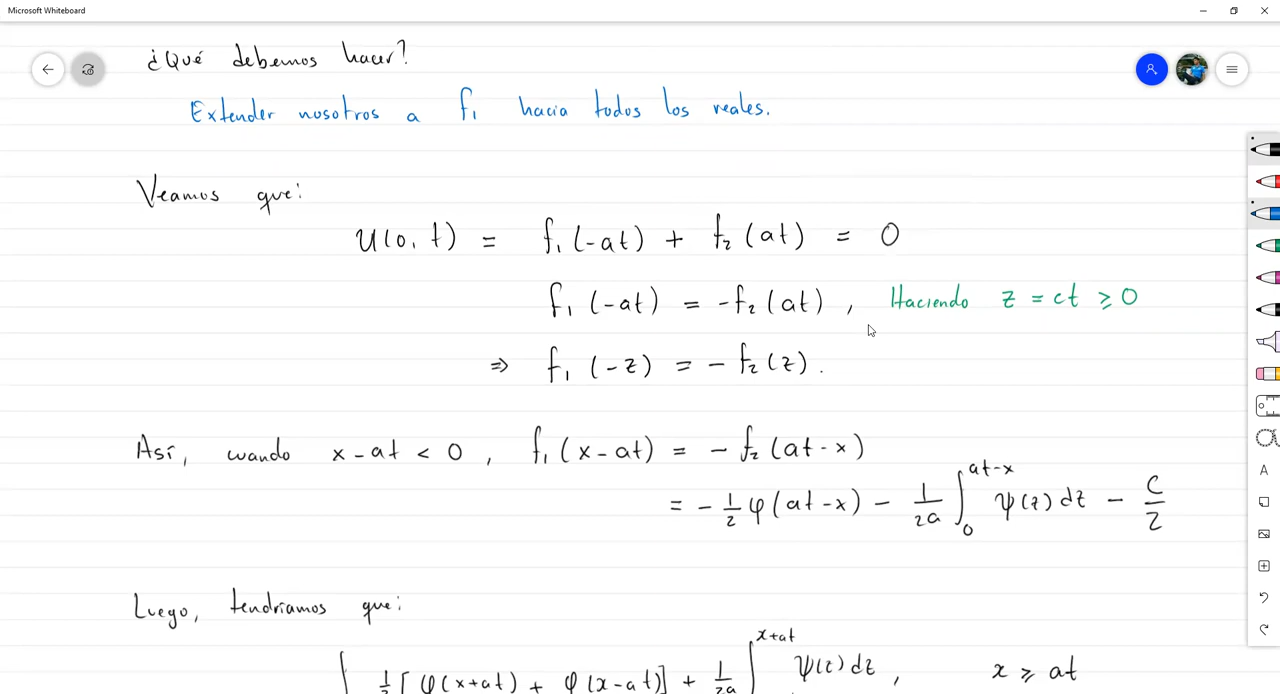 Microsoft Whiteboard
¿Qué debemos hacer?
Extender nosotros a f₁ hacia todos los reales.
Veamos que:
u(0, t) = f₁(-at) + f₂(at) = 0
f₁(-at) = -f₂(at), Haciendo z = ct ≥ 0
⇒ f₁(-z) = - f₂(z).
Así, cuando x - at < 0, f₁(x - at) = - f₂(at - x)
= - 1/2 φ(at - x) - 1/2a ∫₀^{at-x} ψ(z) dz - C/2
Luego, tendríamos que:
1/2 [φ(x+at) + φ(x-at)] + 1/2a ∫^{x+at} ψ(z) dz, x ≥ at